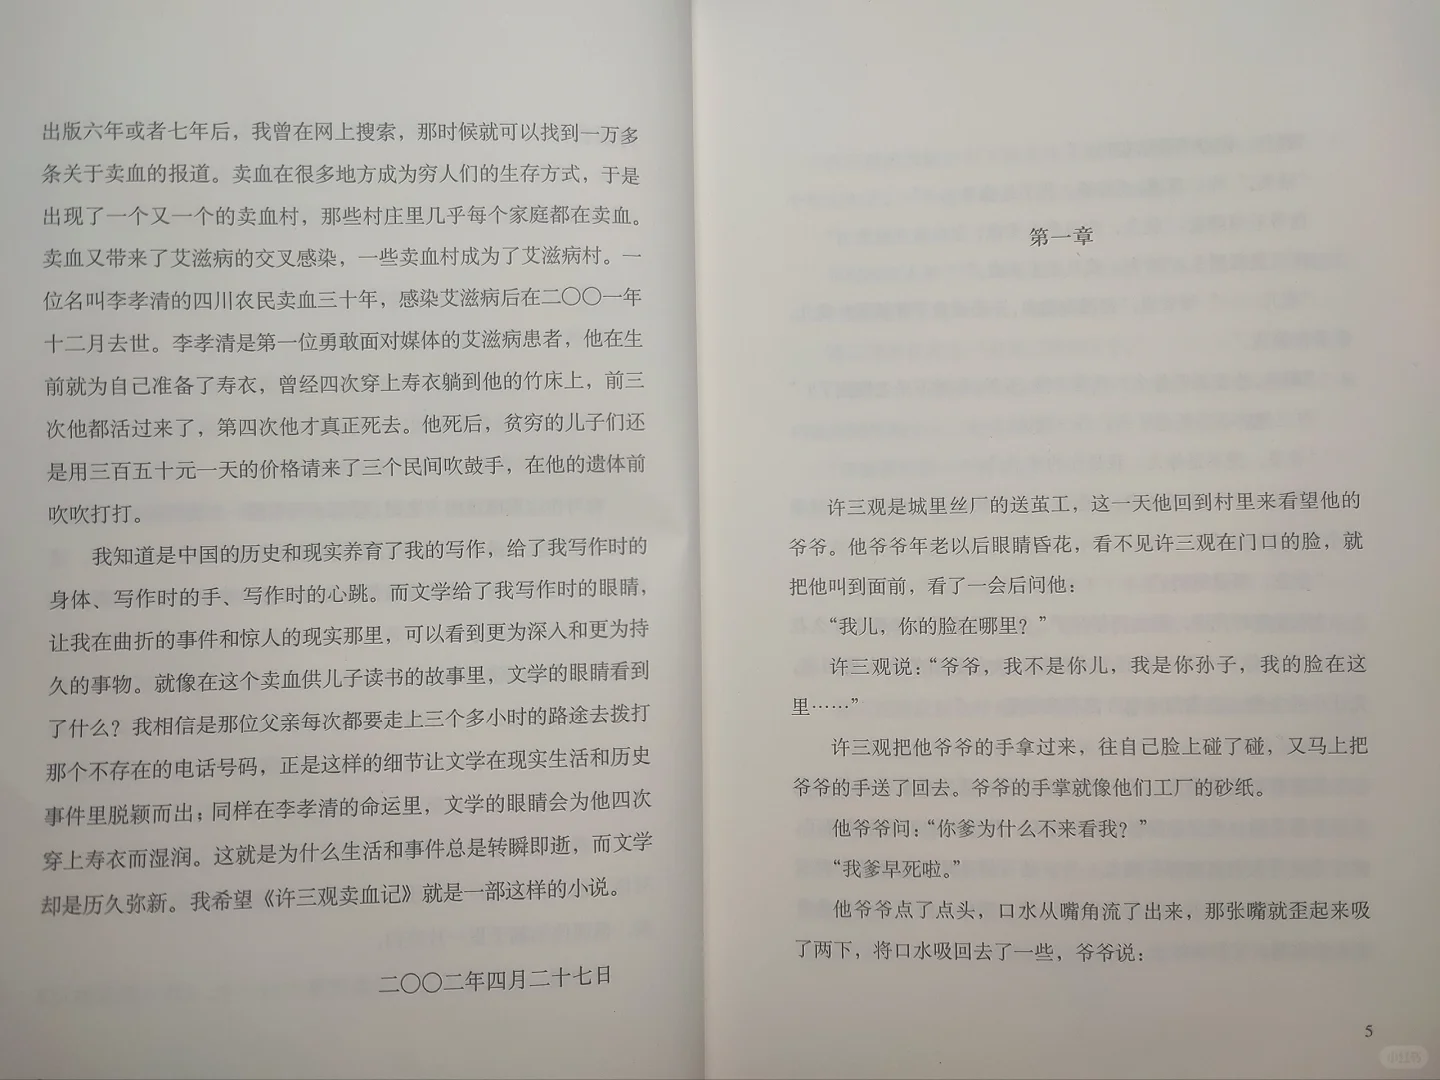 出版六年或者七年后，我曾在网上搜索，那时候就可以找到一万多
条关于卖血的报道。卖血在很多地方成为穷人们的生存方式，于是
出现了一个又一个的卖血村，那些村庄里几乎每个家庭都在卖血。
卖血又带来了艾滋病的交叉感染，一些卖血村成为了艾滋病村。一
位名叫李孝清的四川农民卖血三十年，感染艾滋病后在二〇〇一年
十二月去世。李孝清是第一位勇敢面对媒体的艾滋病患者，他在生
前就为自己准备了寿衣，曾经四次穿上寿衣躺到他的竹床上，前三
次他都活过来了，第四次他才真正死去。他死后，贫穷的儿子们还
是用三百五十元一天的价格请来了三个民间吹鼓手，在他的遗体前
吹吹打打。
我知道是中国的历史和现实养育了我的写作，给了我写作时的
身体、写作时的手、写作时的心跳。而文学给了我写作时的眼睛，
让我在曲折的事件和惊人的现实那里，可以看到更为深入和更为持
久的事物。就像在这个卖血供儿子读书的故事里，文学的眼睛看到
了什么？我相信是那位父亲每次都要走上三个多小时的路途去拨打
那个不存在的电话号码，正是这样的细节让文学在现实生活和历史
事件里脱颖而出；同样在李孝清的命运里，文学的眼睛会为他四次
穿上寿衣而湿润。这就是为什么生活和事件总是转瞬即逝，而文学
却是历久弥新。我希望《许三观卖血记》就是一部这样的小说。
二〇〇二年四月二十七日
第一章
许三观是城里丝厂的送茧工，这一天他回到村里来看望他的
爷爷。他爷爷年老以后眼睛昏花，看不见许三观在门口的脸，就
把他叫到面前，看了一会后问他：
“我儿，你的脸在哪里？”
许三观说：“爷爷，我不是你儿，我是你孙子，我的脸在这
里……”
许三观把他爷爷的手拿过来，往自己脸上碰了碰，又马上把
爷爷的手送了回去。爷爷的手掌就像他们工厂的砂纸。
他爷爷问：“你爹为什么不来看我？”
“我爹早死啦。”
他爷爷点了点头，口水从嘴角流了出来，那张嘴就歪起来吸
了两下，将口水吸回去了一些，爷爷说：
5
小红书